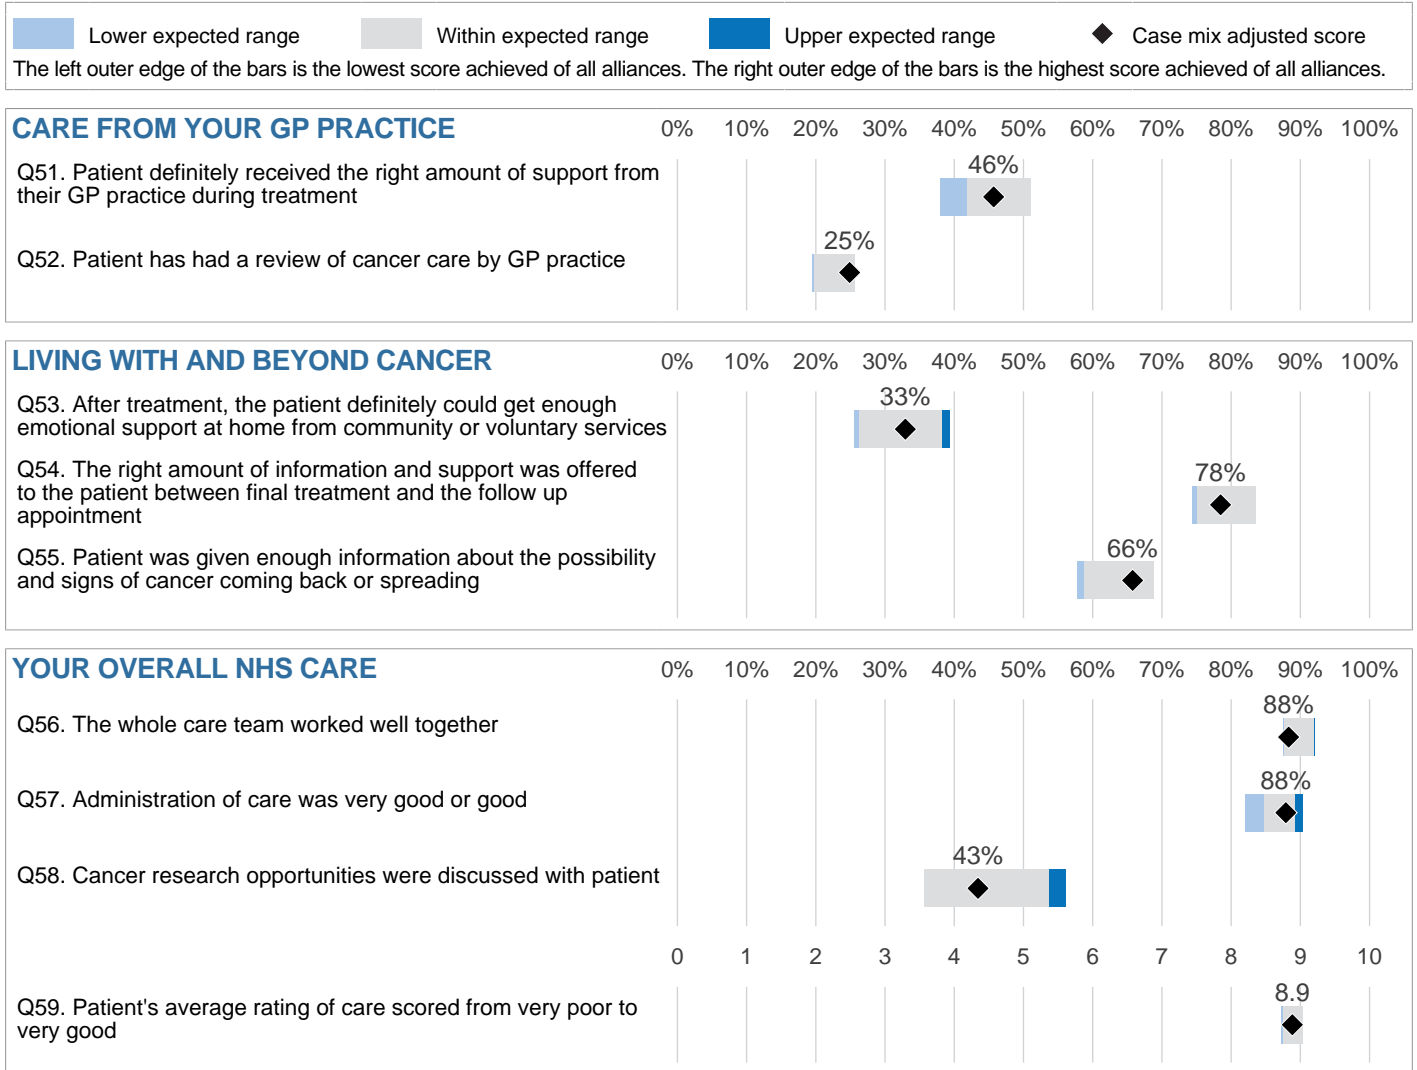 Lower expected range Within expected range Upper expected range Case mix adjusted score
The left outer edge of the bars is the lowest score achieved of all alliances. The right outer edge of the bars is the highest score achieved of all alliances.
CARE FROM YOUR GP PRACTICE 0% 10% 20% 30% 40% 50% 60% 70% 80% 90% 100%
46%
Q51. Patient definitely received the right amount of support from
their GP practice during treatment
25%
Q52. Patient has had a review of cancer care by GP practice
LIVING WITH AND BEYOND CANCER 0% 10% 20% 30% 40% 50% 60% 70% 80% 90% 100%
33%
Q53. After treatment, the patient definitely could get enough
emotional support at home from community or voluntary services
78%
Q54. The right amount of information and support was offered
to the patient between final treatment and the follow up
appointment
66%
Q55. Patient was given enough information about the possibility
and signs of cancer coming back or spreading
YOUR OVERALL NHS CARE 0% 10% 20% 30% 40% 50% 60% 70% 80% 90% 100%
88%
Q56. The whole care team worked well together
88%
Q57. Administration of care was very good or good
43%
Q58. Cancer research opportunities were discussed with patient
0 1 2 3 4 5 6 7 8 9 10
8.9
Q59. Patient's average rating of care scored from very poor to
very good